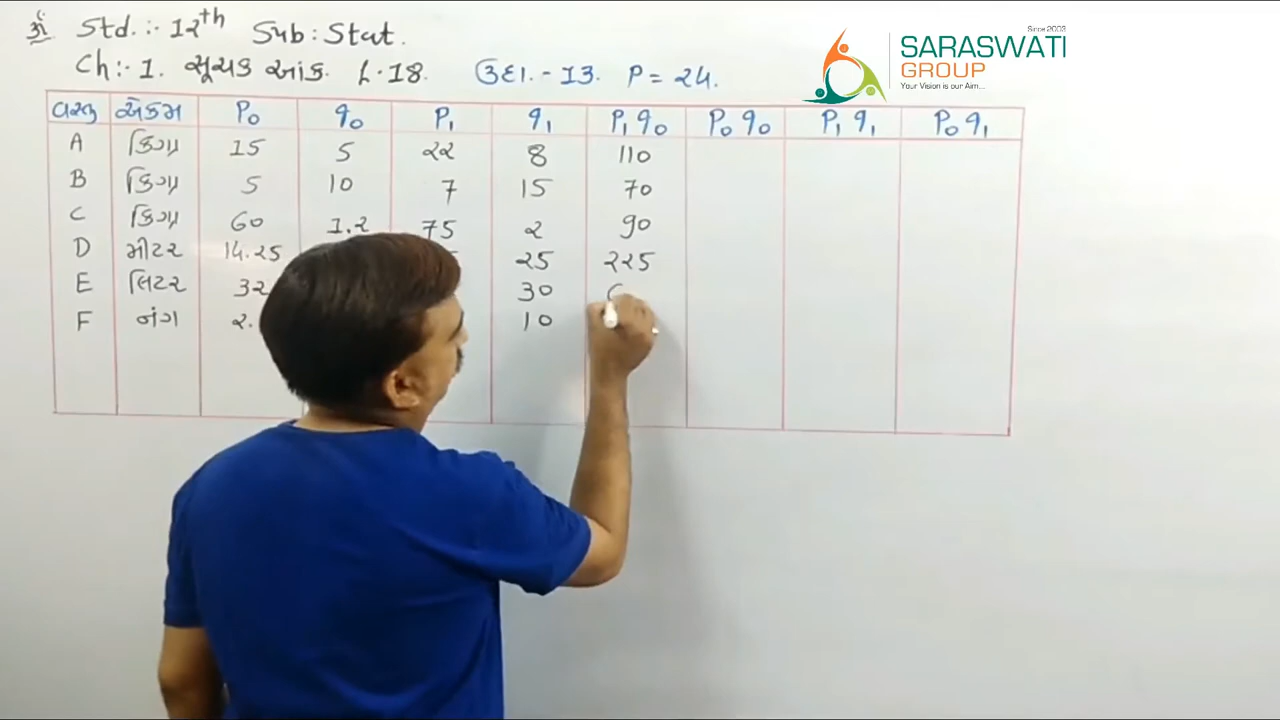 ૐ Std.:- 12th Sub: Stat.
Since 2003
SARASWATI
GROUP
Your Vision is our Aim...
Ch:- 1. સૂચક આંક. L.18. ઉદા.-13. P = 24.
વસ્તુ એકમ P₀ q₀ P₁ q₁ P₁q₀ P₀q₀ P₁q₁ P₀q₁
A કિગ્રા 15 5 22 8 110
B કિગ્રા 5 10 7 15 70
C કિગ્રા 60 1.2 75 2 90
D મીટર 14.25 25 225
E લિટર 32 30
F નંગ 2. 10